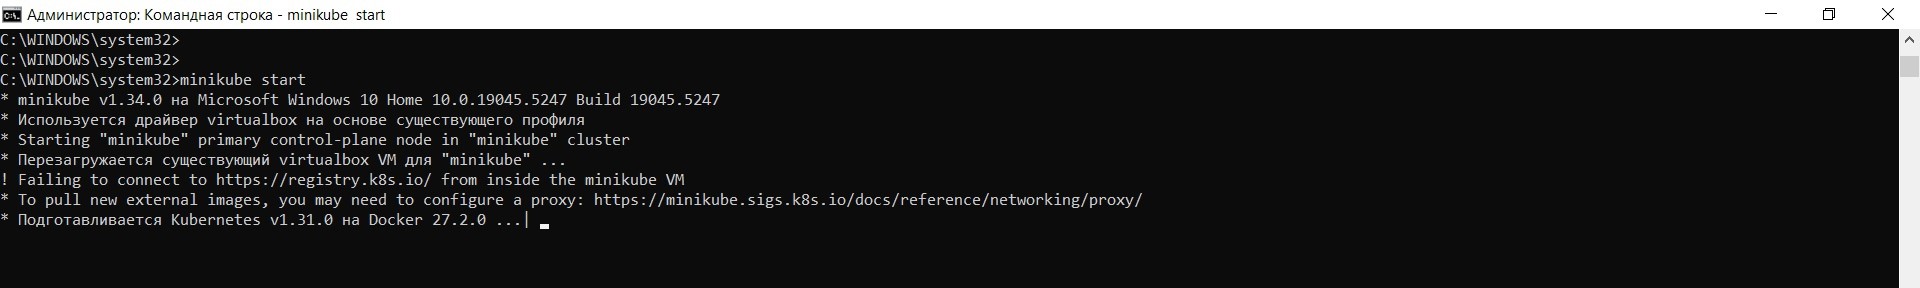 Администратор: Командная строка - minikube  start
C:\WINDOWS\system32>
C:\WINDOWS\system32>
C:\WINDOWS\system32>minikube start
* minikube v1.34.0 на Microsoft Windows 10 Home 10.0.19045.5247 Build 19045.5247
* Используется драйвер virtualbox на основе существующего профиля
* Starting "minikube" primary control-plane node in "minikube" cluster
* Перезагружается существующий virtualbox VM для "minikube" ...
! Failing to connect to https://registry.k8s.io/ from inside the minikube VM
* To pull new external images, you may need to configure a proxy: https://minikube.sigs.k8s.io/docs/reference/networking/proxy/
* Подготавливается Kubernetes v1.31.0 на Docker 27.2.0 ...|